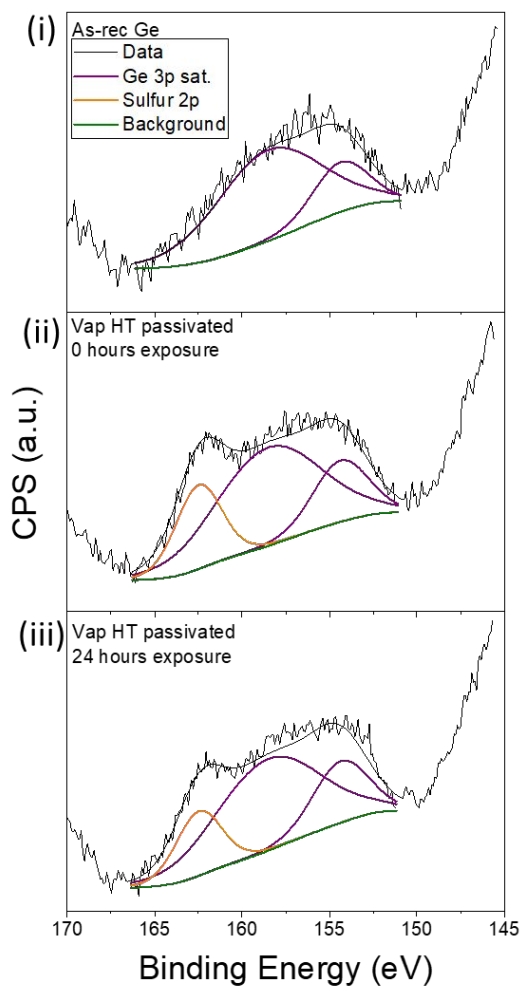 (i)
As-rec Ge
Data
Ge 3p sat.
Sulfur 2p
Background
(ii)
Vap HT passivated
0 hours exposure
CPS (a.u.)
(iii)
Vap HT passivated
24 hours exposure
170 165 160 155 150 145
Binding Energy (eV)